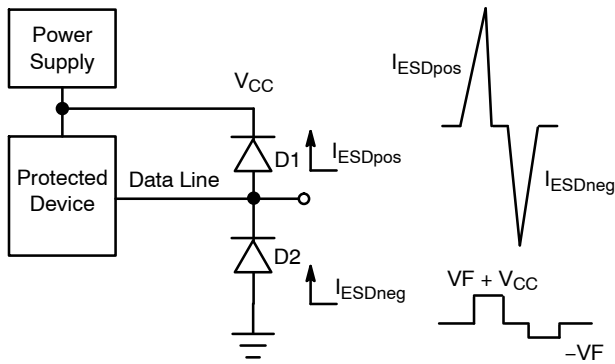 Power
Supply
V_CC
D1
I_ESDpos
Protected
Device
Data Line
D2
I_ESDneg
I_ESDpos
I_ESDneg
VF + V_CC
−VF